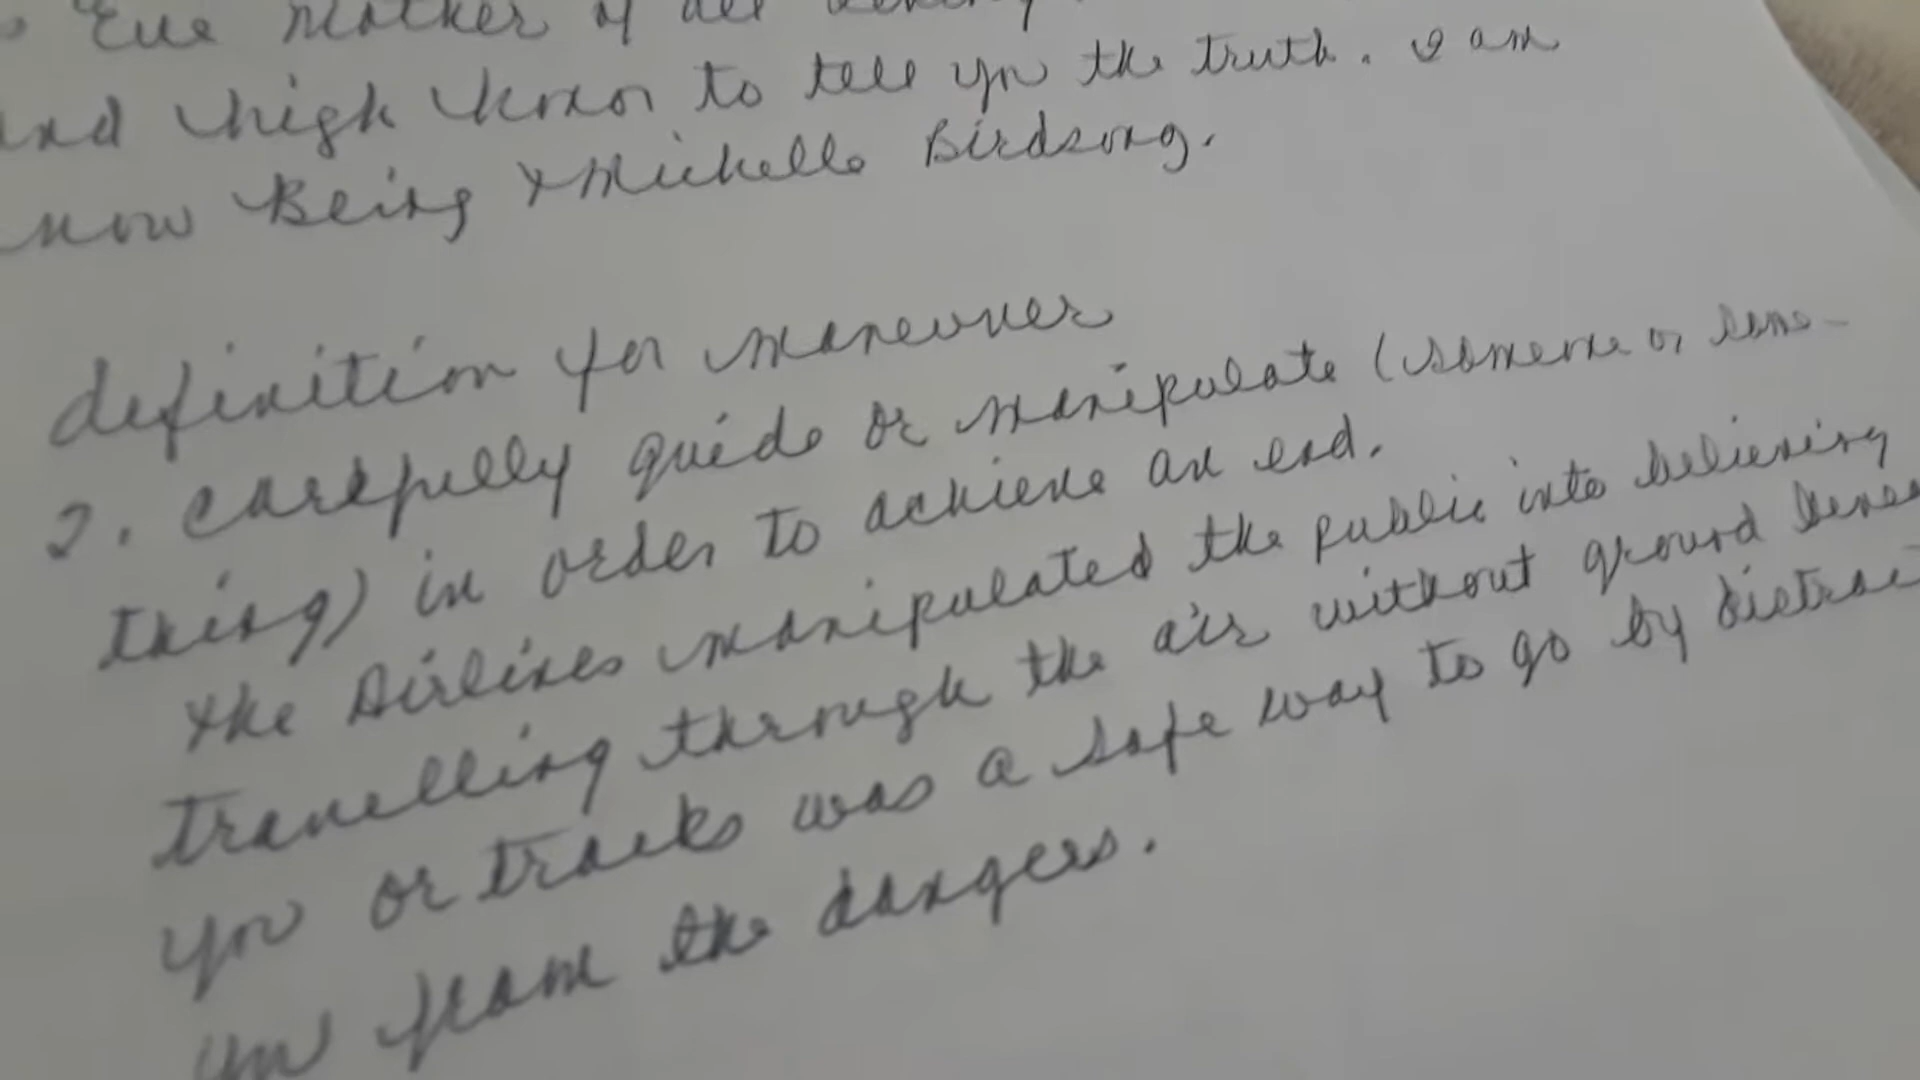 Eve Mother of all
and high honor to tell you the truth. I am
now Being & Michelle Birdsong.
definition for maneuver
2. carefully guide or manipulate (someone or some-
thing) in order to achieve an end.
the Airlines manipulated the public into believing
travelling through the air without ground
you or tracks was a safe way to go by
you from the dangers.